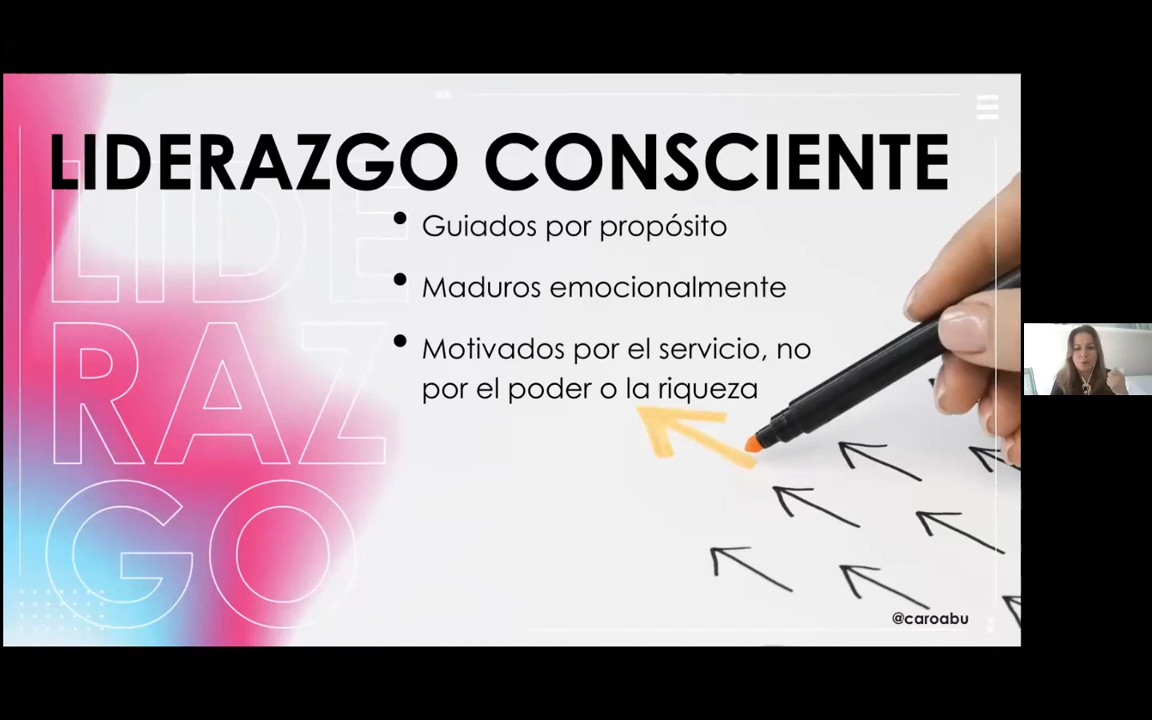 LIDERAZGO CONSCIENTE
LIDE
RAZ
GO
• Guiados por propósito
• Maduros emocionalmente
• Motivados por el servicio, no
por el poder o la riqueza
@caroabu